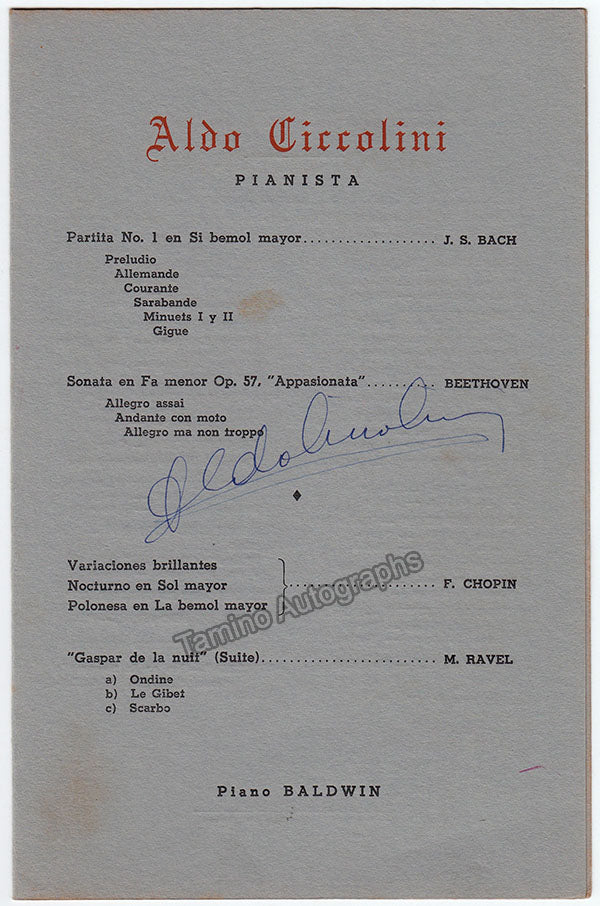 Aldo Ciccolini
PIANISTA
Partita No. 1 en Si bemol mayor.................... J. S. BACH
Preludio
Allemande
Courante
Sarabande
Minuets I y II
Gigue
Sonata en Fa menor Op. 57, "Appasionata".......... BEETHOVEN
Allegro assai
Andante con moto
Allegro ma non troppo
Aldo Ciccolini
♦
Variaciones brillantes
Nocturno en Sol mayor ...................... F. CHOPIN
Polonesa en La bemol mayor
Tamino Autographs
"Gaspar de la nuit" (Suite).......................... M. RAVEL
a) Ondine
b) Le Gibet
c) Scarbo
Piano BALDWIN